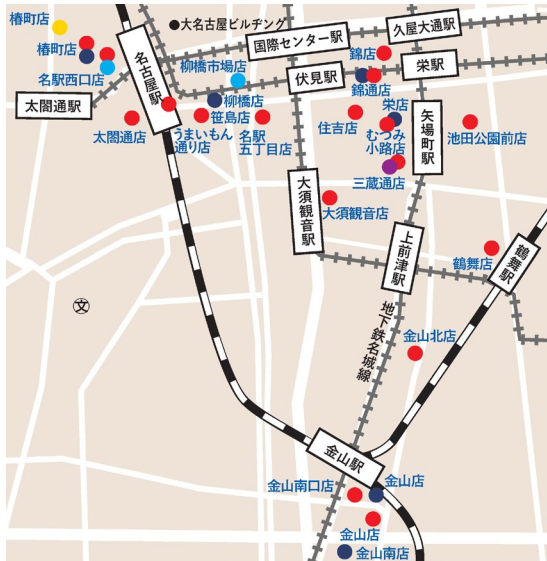 椿町店
●大名古屋ビルヂング
久屋大通駅
国際センター駅
椿町店
名古屋駅
柳橋市場店
錦店
栄駅
名駅西口店
伏見駅
錦通店
太閤通駅
柳橋店
栄店
矢場町駅
太閤通店
うまいもん
通り店
笹島店
名駅
五丁目店
住吉店
むつみ
小路店
池田公園前店
三蔵通店
大須観音駅
大須観音店
上前津駅
鶴舞店
鶴舞駅
文
地下鉄名城線
金山北店
金山駅
金山南口店
金山店
金山店
金山南店